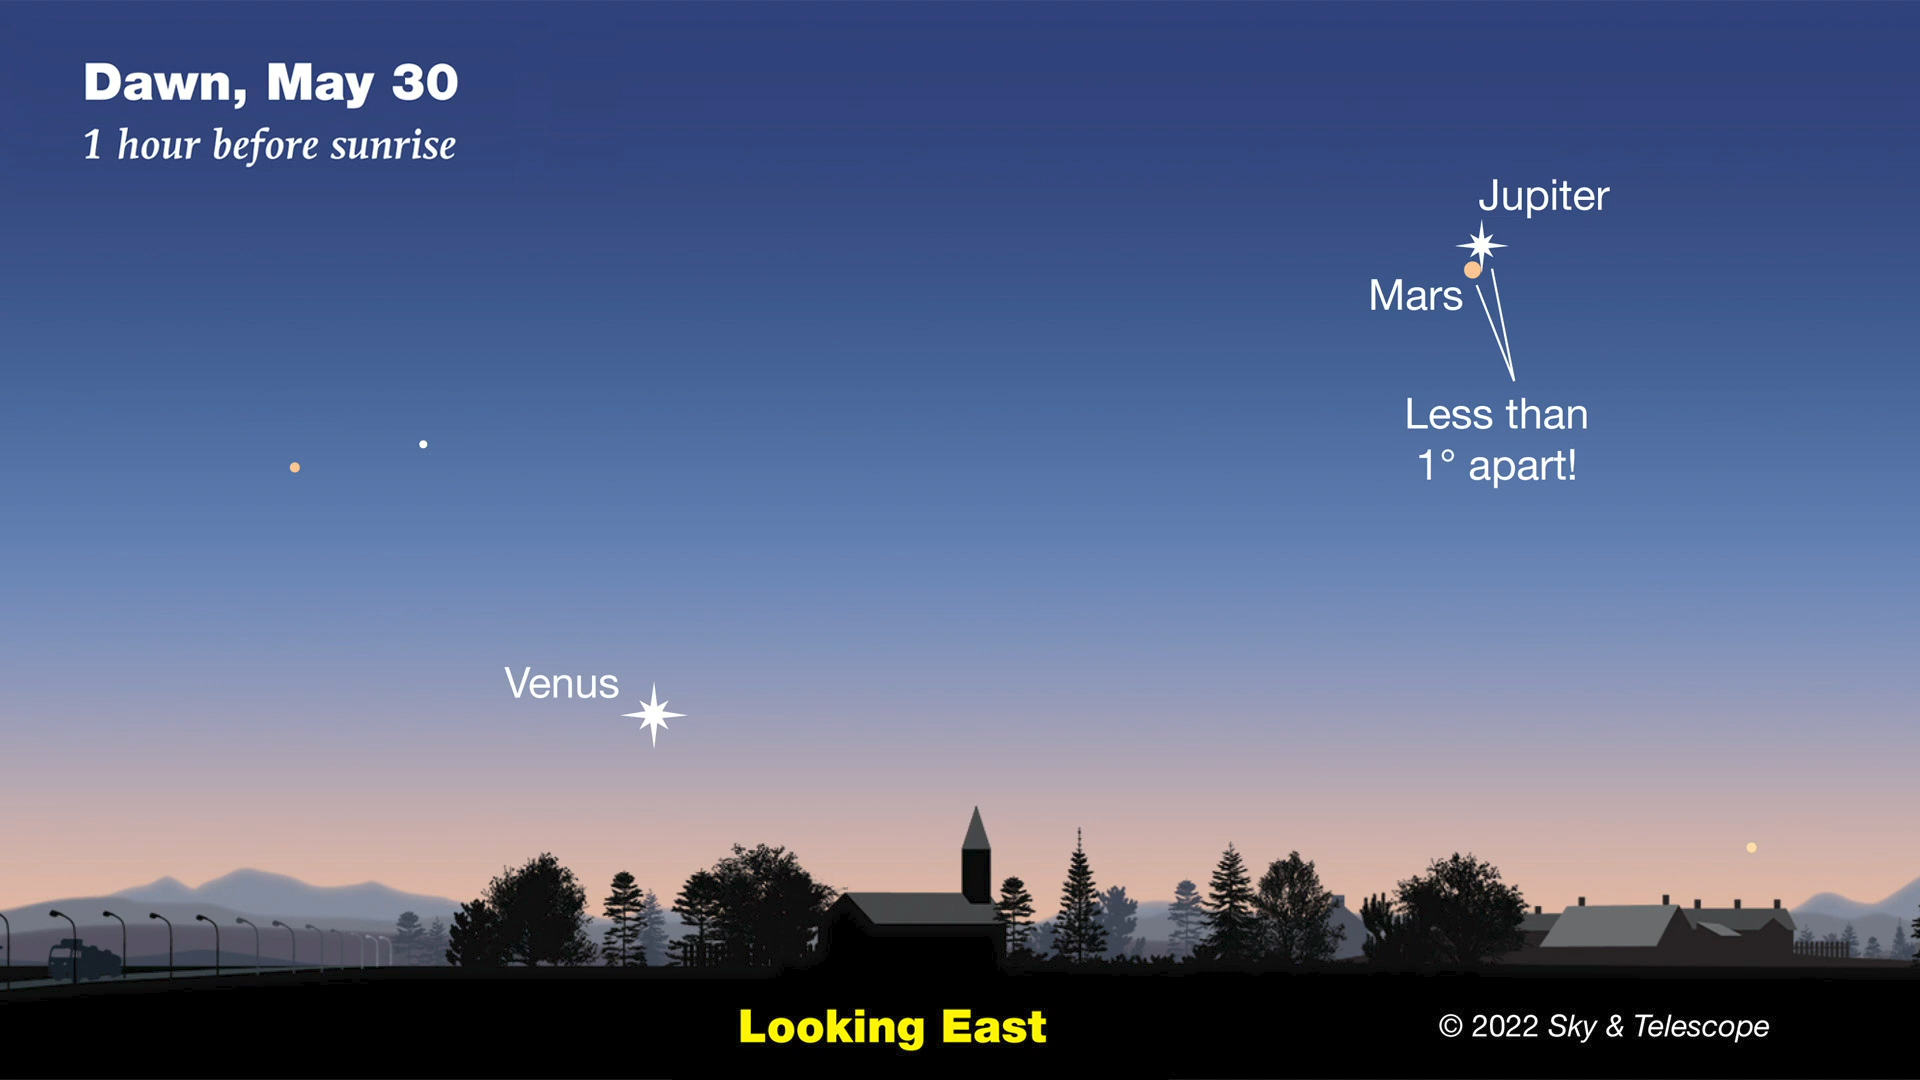 Dawn, May 30
1 hour before sunrise
Jupiter
Mars
Less than
1° apart!
Venus
Looking East
© 2022 Sky & Telescope